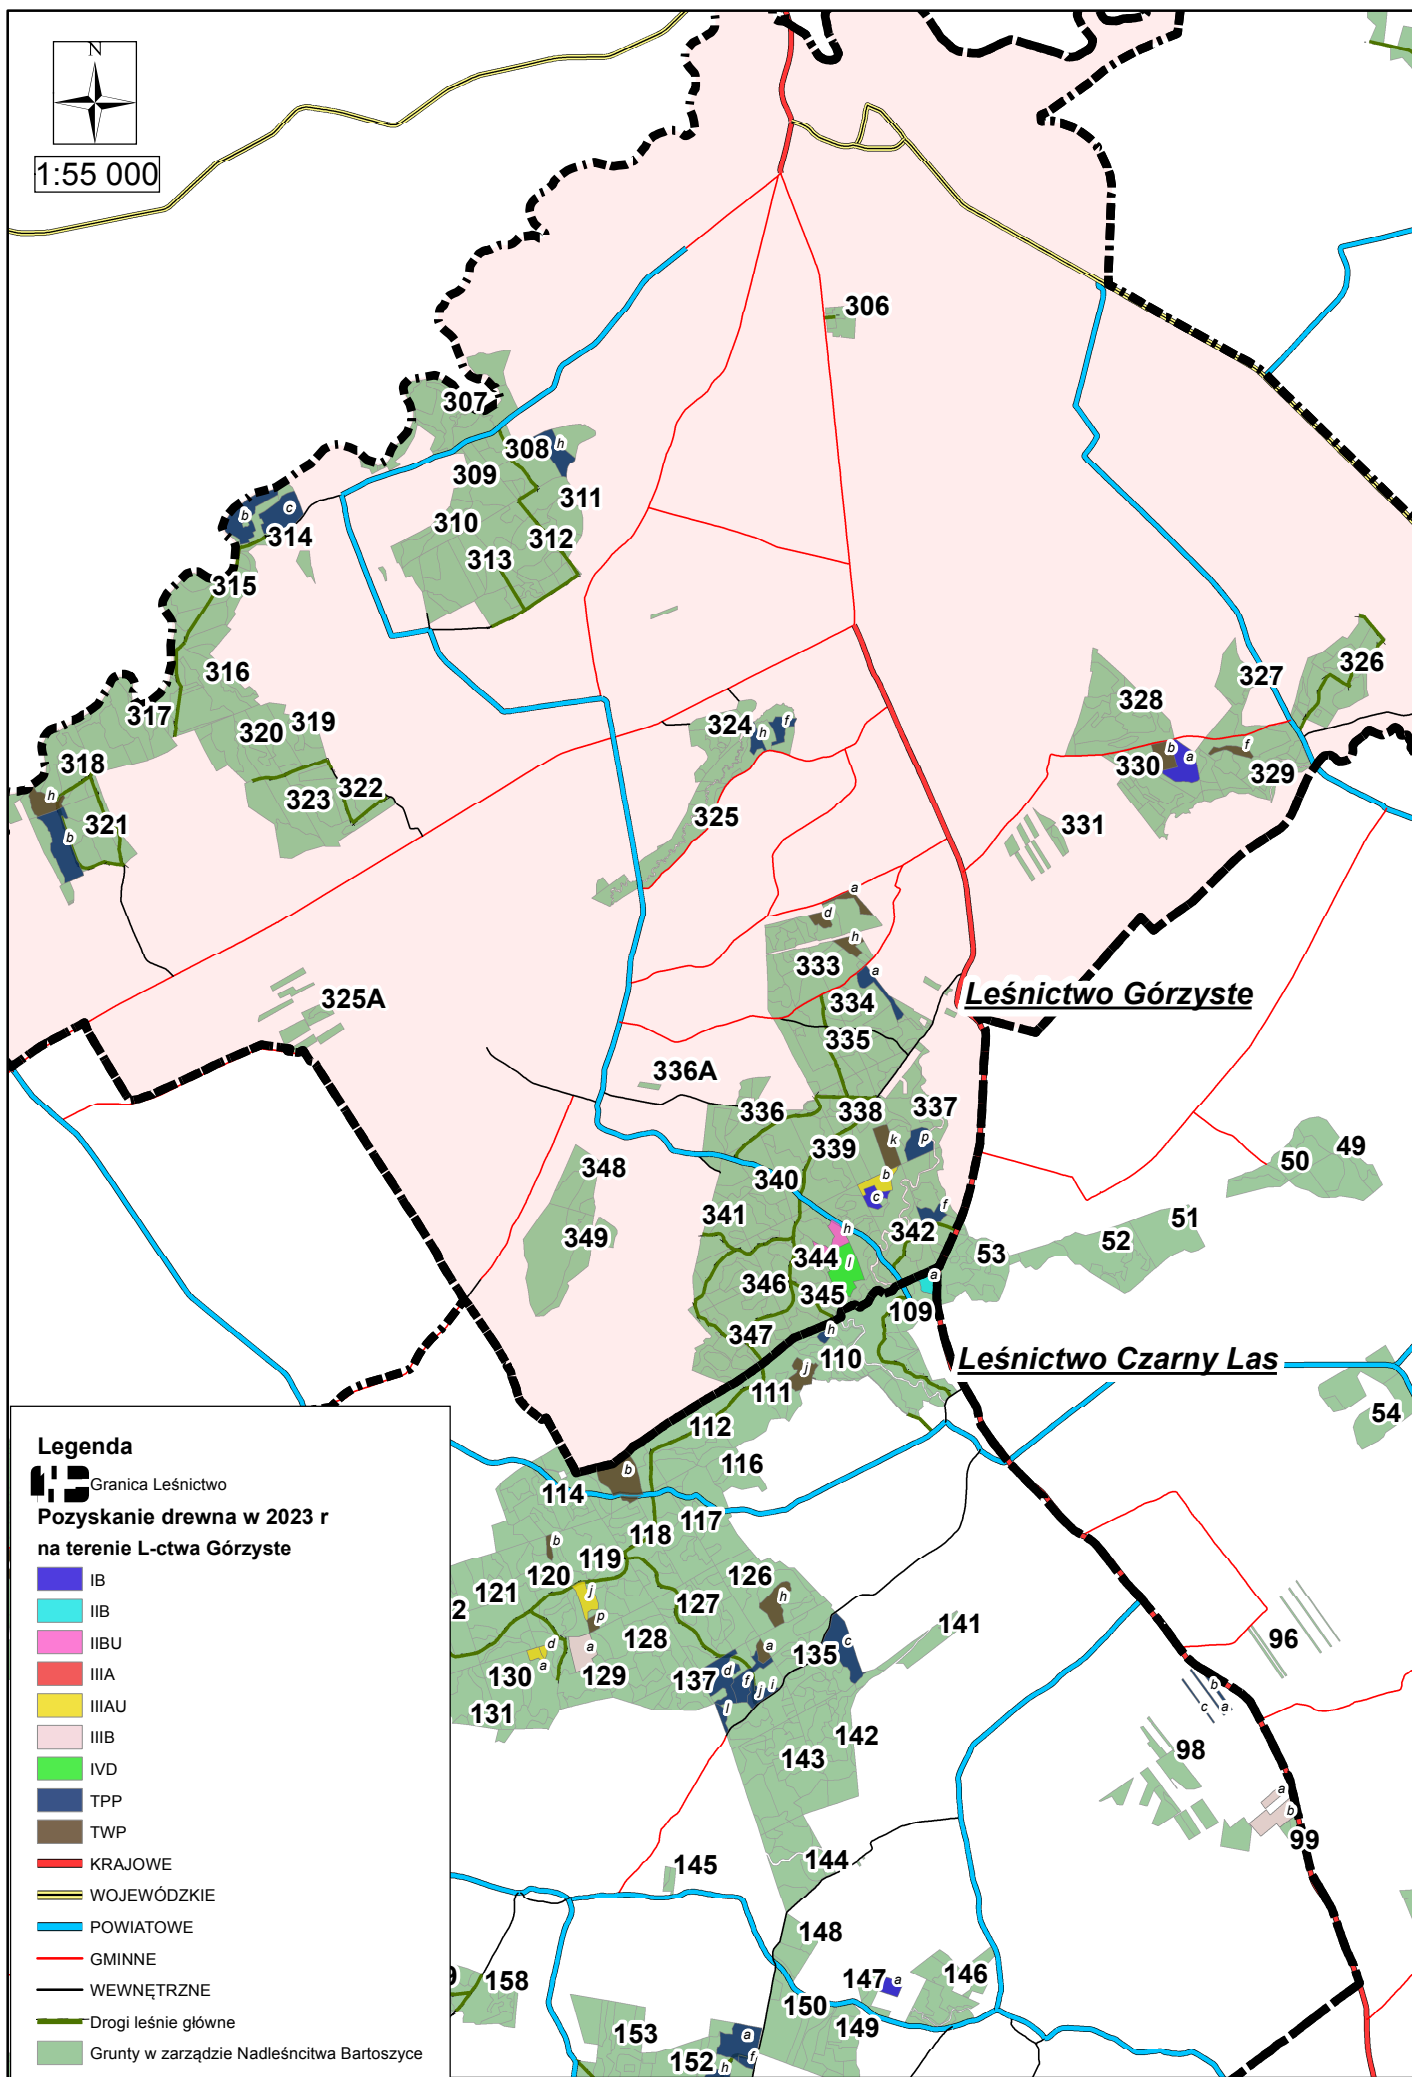 N
1:55 000
306
307
308
h
309
311
310
312
313
b
c
314
315
316
317
318
319
320
h
b
321
322
323
324
h
f
325
326
327
328
b
a
330
f
329
331
a
d
h
333
a
334
335
325A
336A
Leśnictwo Górzyste
336
338
337
k
p
339
b
c
340
341
f
342
h
344
l
345
346
347
348
349
49
50
51
52
53
a
109
h
110
j
111
112
Leśnictwo Czarny Las
54
116
b
114
117
118
b
119
120
j
121
2
126
h
127
p
128
d
a
a
129
130
131
a
135
c
137
d
f
j
i
l
141
142
143
144
145
96
b
c
a
98
a
b
99
148
147
a
146
150
149
158
9
153
152
a
f
h
Legenda
Granica Leśnictwo
Pozyskanie drewna w 2023 r
na terenie L-ctwa Górzyste
IB
IIB
IIBU
IIIA
IIIAU
IIIB
IVD
TPP
TWP
KRAJOWE
WOJEWÓDZKIE
POWIATOWE
GMINNE
WEWNĘTRZNE
Drogi leśnie główne
Grunty w zarządzie Nadleśncitwa Bartoszyce